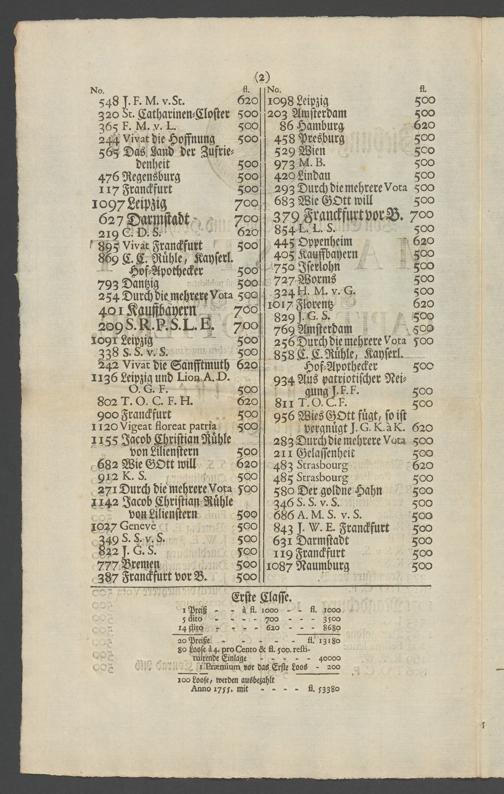 (2)
No. fl.
548 J. F. M. v. St. 620
320 St. Catharinen-Closter 500
365 F. M. v. L. 500
244 Vivat die Hoffnung 500
565 Das Land der Zufrie-
denheit 500
476 Regensburg 500
117 Franckfurt 500
1097 Leipzig 700
627 Darmstadt 700
219 C. D. S. 620
895 Vivat Franckfurt 500
869 C. C. Rühle, Kayserl.
Hof-Apothecker 500
793 Dantzig 500
254 Durch die mehrere Vota 500
401 Kauffbayern 700
209 S. R. P. S. L. E. 700
1091 Leipzig 500
338 S. S. v. S. 500
242 Vivat die Sanfftmuth 620
1136 Leipzig und Lion A. D.
O. G. F. 500
802 T. O. C. F. H. 620
900 Franckfurt 500
1120 Vigeat floreat patria 500
1155 Jacob Christian Rühle
von Lilienstern 500
682 Wie GOtt will 620
912 K. S. 500
271 Durch die mehrere Vota 500
1142 Jacob Christian Rühle
von Lilienstern 500
1027 Genevé 500
349 S. S. v. S. 500
822 J. G. S. 500
777 Bremen 500
387 Franckfurt vor B. 500
No. fl.
1098 Leipzig 500
203 Amsterdam 500
86 Hamburg 620
458 Presburg 500
529 Wien 500
973 M. B. 500
420 Lindau 500
293 Durch die mehrere Vota 500
683 Wie GOtt will 500
379 Franckfurt vor B. 700
854 L. L. S. 500
445 Oppenheim 620
405 Kauffbayern 500
750 Iserlohn 500
727 Worms 500
324 H. M. v. G. 500
1017 Florentz 620
829 J. G. S. 500
769 Amsterdam 500
256 Durch die mehrere Vota 500
858 C. C. Rühle, Kayserl.
Hof-Apothecker 500
934 Aus patriotischer Nei-
gung J. F. F. 500
811 T. O. C. F. 500
956 Wies GOtt fügt, so ist
vergnügt J. G. K. à K. 620
283 Durch die mehrere Vota 500
211 Gelassenheit 500
483 Strasbourg 620
485 Strasbourg 500
580 Der goldne Hahn 500
346 S. S. v. S. 500
686 A. M. S. v. S. 500
843 J. W. E. Franckfurt 500
631 Darmstadt 500
119 Franckfurt 500
1087 Naumburg 500
Erste Classe.
1 Preiß - - à fl. 1000 - - fl. 1000
5 dito - - - - 700 - - - 3500
14 dito - - - - 620 - - - 8680
20 Preise - - - - - - fl. 13180
80 Loose à 4. pro Cento & fl. 500. resti-
tuirende Einlage - - - - 40000
1 Præmium vor das Erste Loos - 200
100 Loose, werden ausbezahlt
Anno 1755. mit - - - - fl. 53380